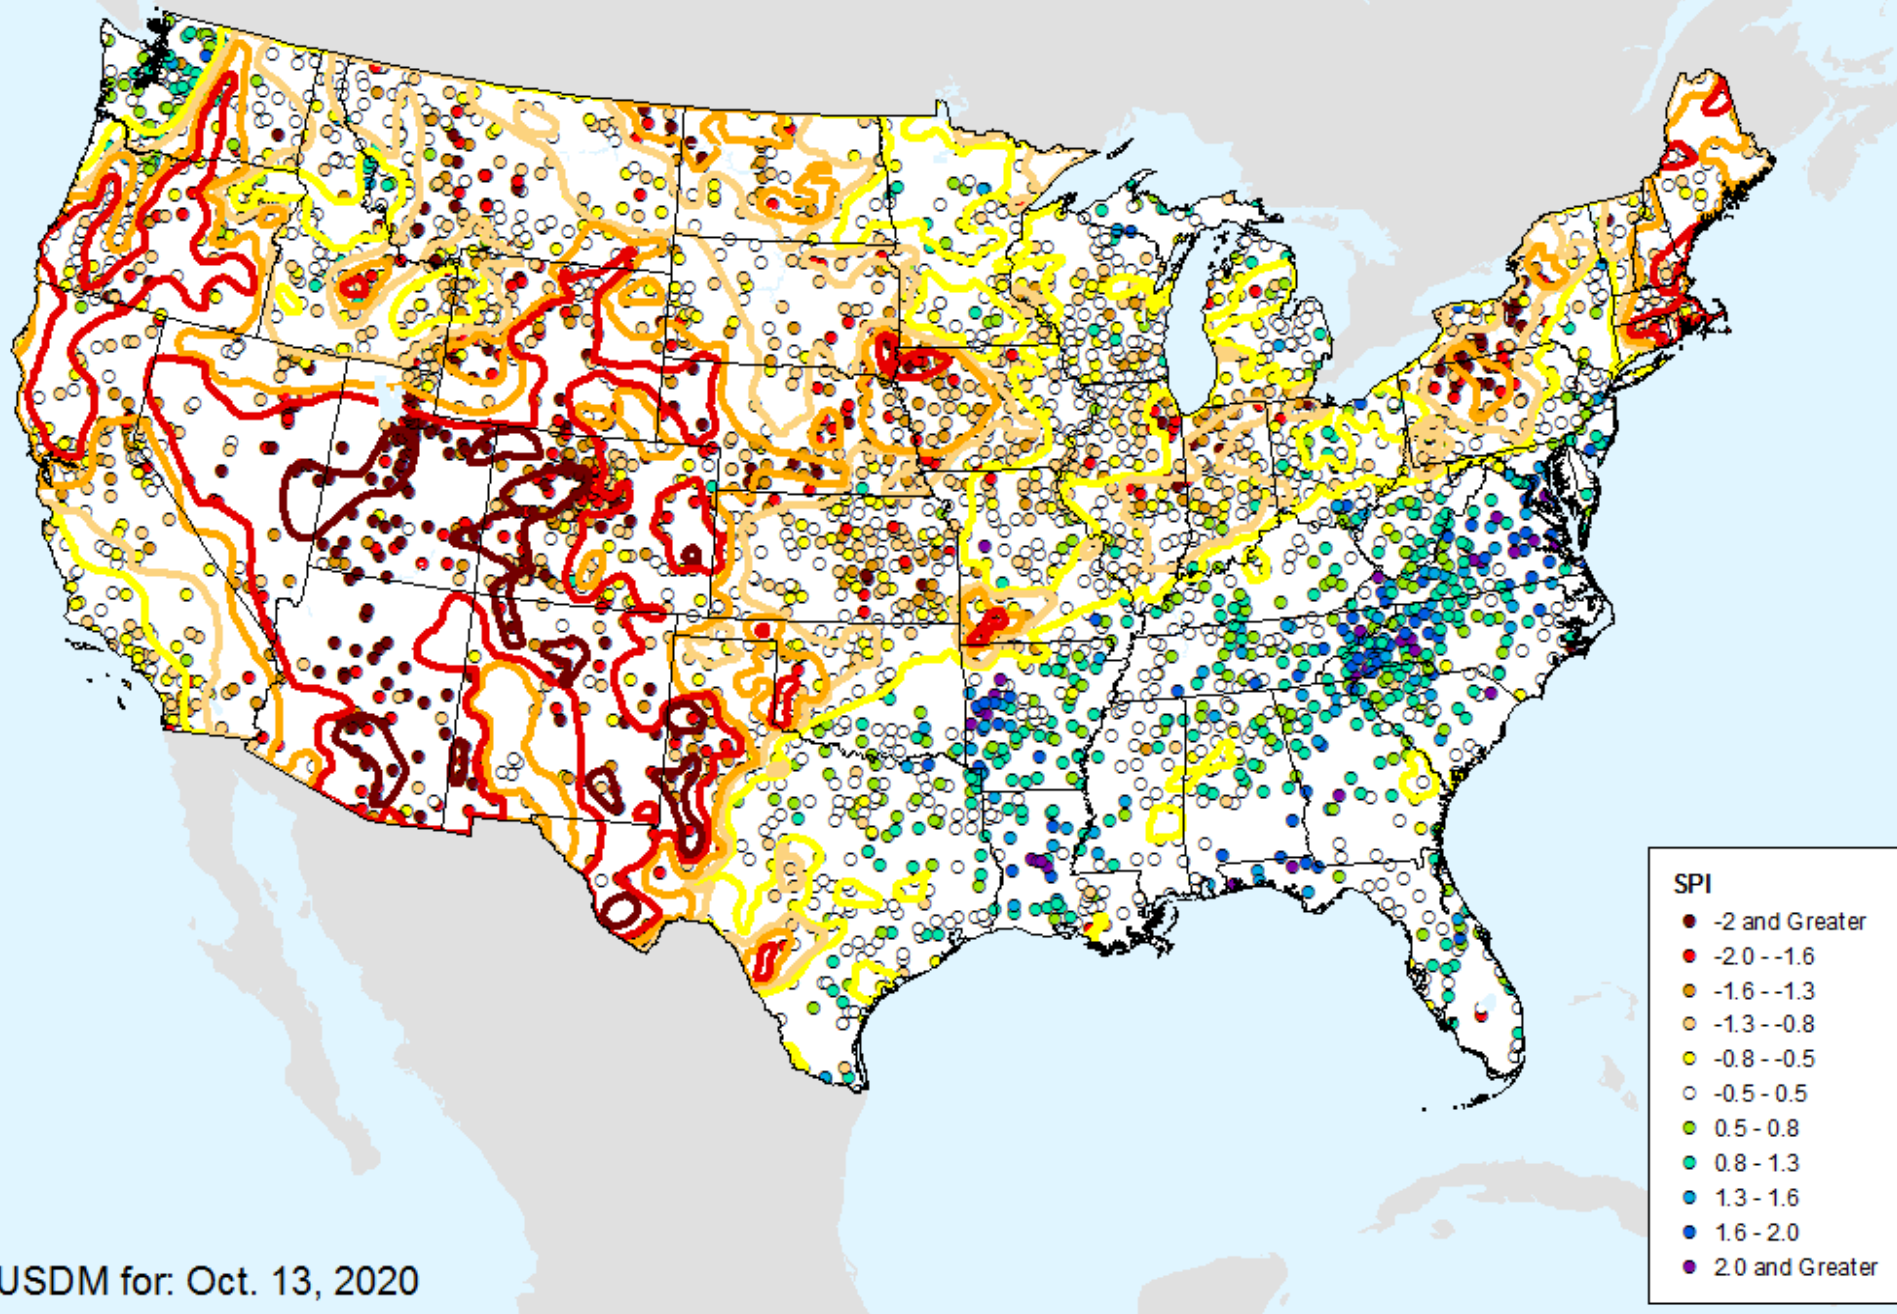 SPI
-2 and Greater
-2.0 - -1.6
-1.6 - -1.3
-1.3 - -0.8
-0.8 - -0.5
-0.5 - 0.5
0.5 - 0.8
0.8 - 1.3
1.3 - 1.6
1.6 - 2.0
2.0 and Greater
USDM for: Oct. 13, 2020